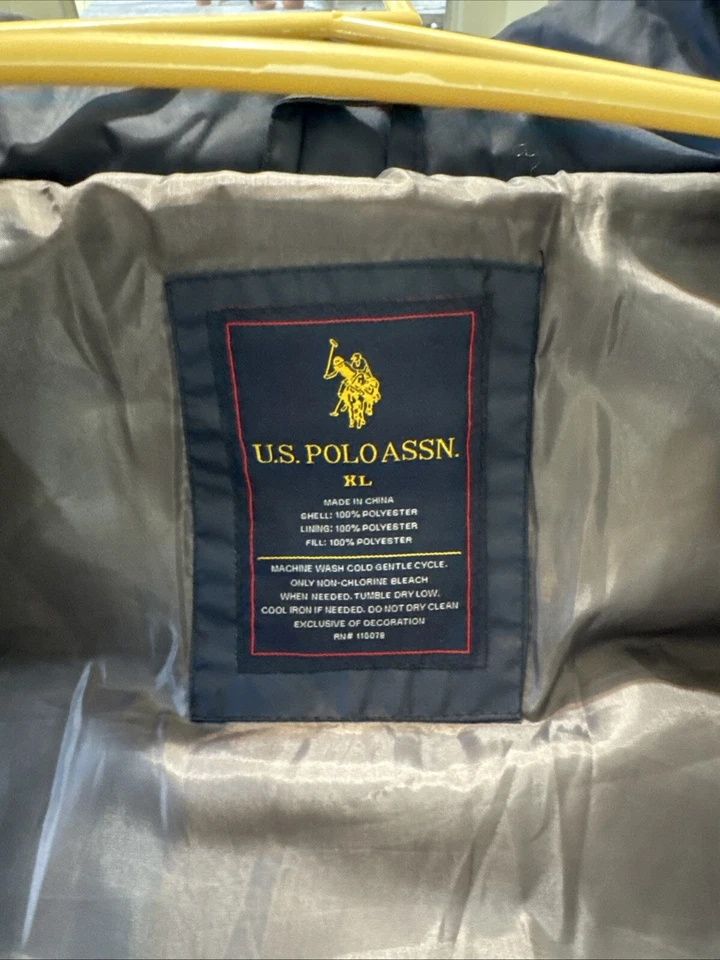 U.S. POLO ASSN.
XL
MADE IN CHINA
SHELL: 100% POLYESTER
LINING: 100% POLYESTER
FILL: 100% POLYESTER
MACHINE WASH COLD GENTLE CYCLE.
ONLY NON-CHLORINE BLEACH
WHEN NEEDED. TUMBLE DRY LOW.
COOL IRON IF NEEDED. DO NOT DRY CLEAN
EXCLUSIVE OF DECORATION
RN# 115078